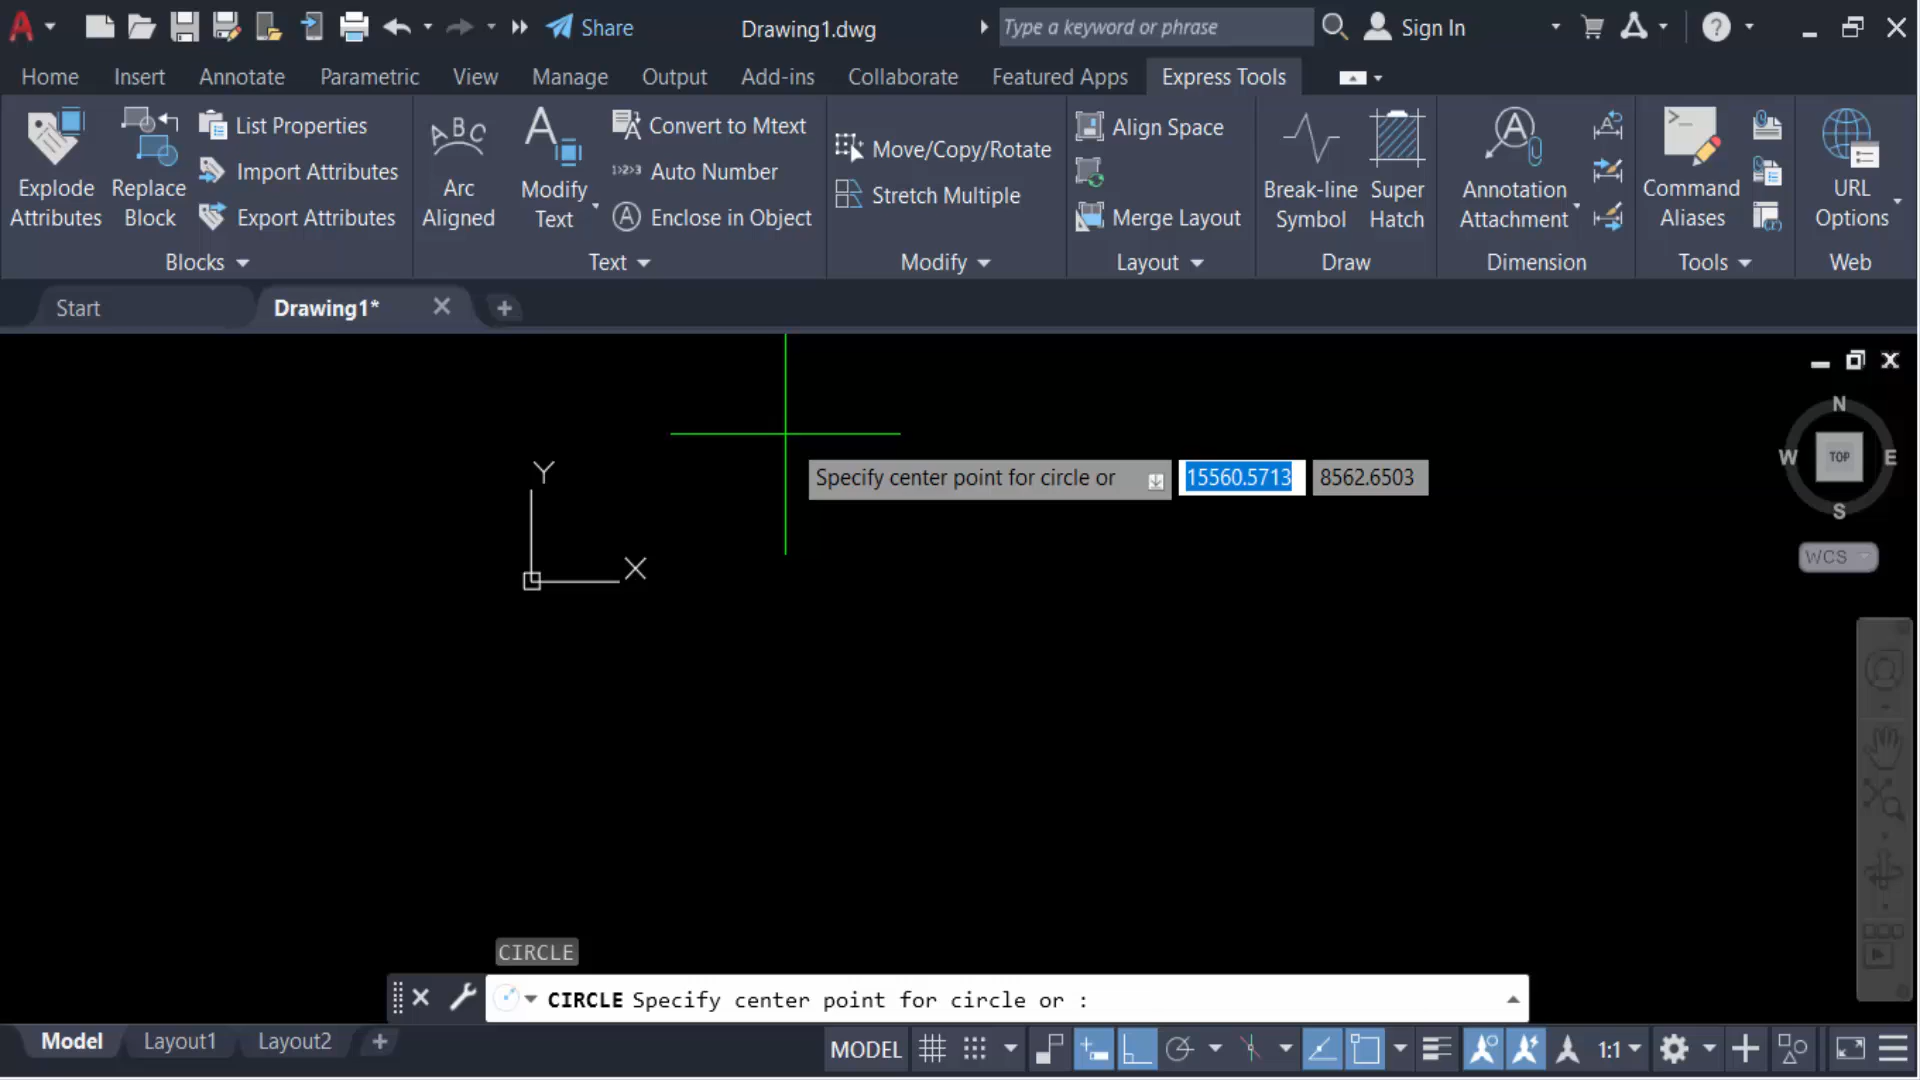 Share
Drawing1.dwg
Type a keyword or phrase
Sign In
Home
Insert
Annotate
Parametric
View
Manage
Output
Add-ins
Collaborate
Featured Apps
Express Tools
Explode
Attributes
Replace
Block
List Properties
Import Attributes
Export Attributes
Blocks
Arc
Aligned
Modify
Text
Convert to Mtext
Auto Number
Enclose in Object
Text
Move/Copy/Rotate
Stretch Multiple
Modify
Align Space
Merge Layout
Layout
Break-line
Symbol
Super
Hatch
Draw
Annotation
Attachment
Dimension
Command
Aliases
Tools
URL
Options
Web
Start
Drawing1*
Specify center point for circle or
15560.5713
8562.6503
Y
X
N
W
TOP
E
S
WCS
CIRCLE
CIRCLE Specify center point for circle or :
Model
Layout1
Layout2
MODEL
1:1